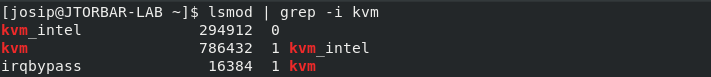 [josip@JTORBAR-LAB ~]$ lsmod | grep -i kvm
kvm_intel             294912  0
kvm                   786432  1 kvm_intel
irqbypass              16384  1 kvm